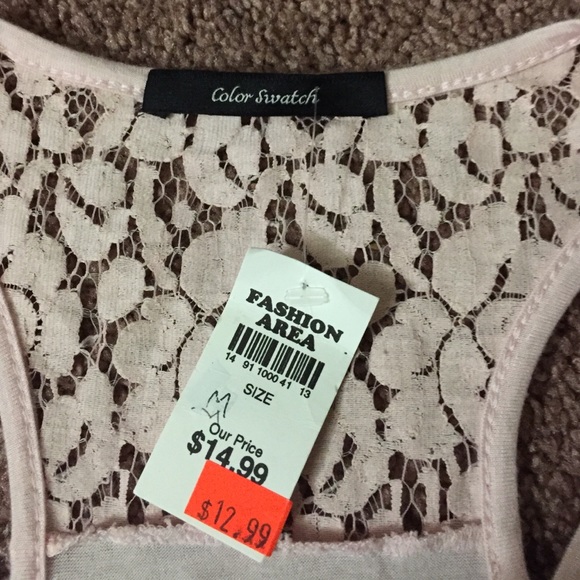 Color Swatch
FASHION
AREA
14 91 1000 41 13
SIZE
M
Our Price
$14.99
$12.99